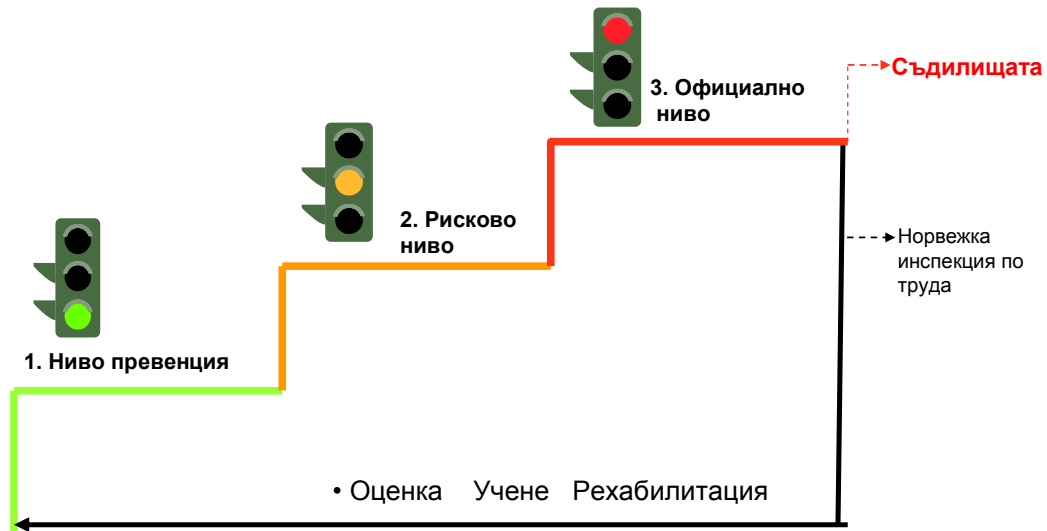 3. Официално
ниво
Съдилищата
2. Рисково
ниво
Норвежка
инспекция по
труда
1. Ниво превенция
• Оценка Учене Рехабилитация